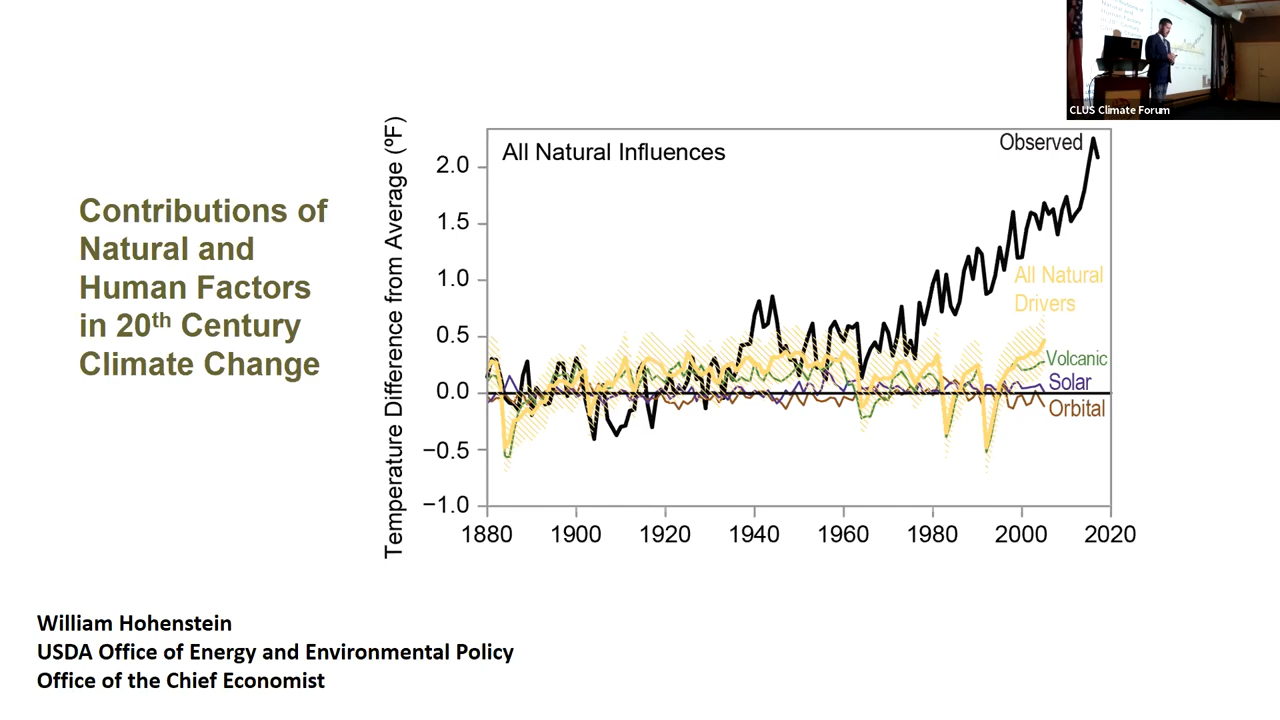 CLUS Climate Forum
Contributions of
Natural and
Human Factors
in 20th Century
Climate Change
Temperature Difference from Average (ºF)
All Natural Influences
Observed
All Natural
Drivers
Volcanic
Solar
Orbital
2.0
1.5
1.0
0.5
0.0
−0.5
−1.0
1880 1900 1920 1940 1960 1980 2000 2020
William Hohenstein
USDA Office of Energy and Environmental Policy
Office of the Chief Economist